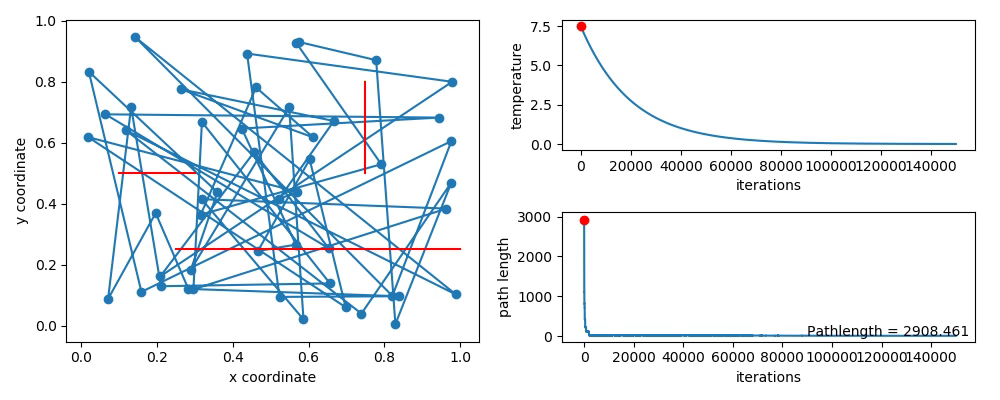 1.0
0.8
0.6
0.4
0.2
0.0
y coordinate
0.0 0.2 0.4 0.6 0.8 1.0
x coordinate
7.5
5.0
2.5
0.0
temperature
0 20000 40000 60000 80000 100000 120000 140000
iterations
3000
2000
1000
0
path length
Pathlength = 2908.461
0 20000 40000 60000 80000 100000 120000 140000
iterations